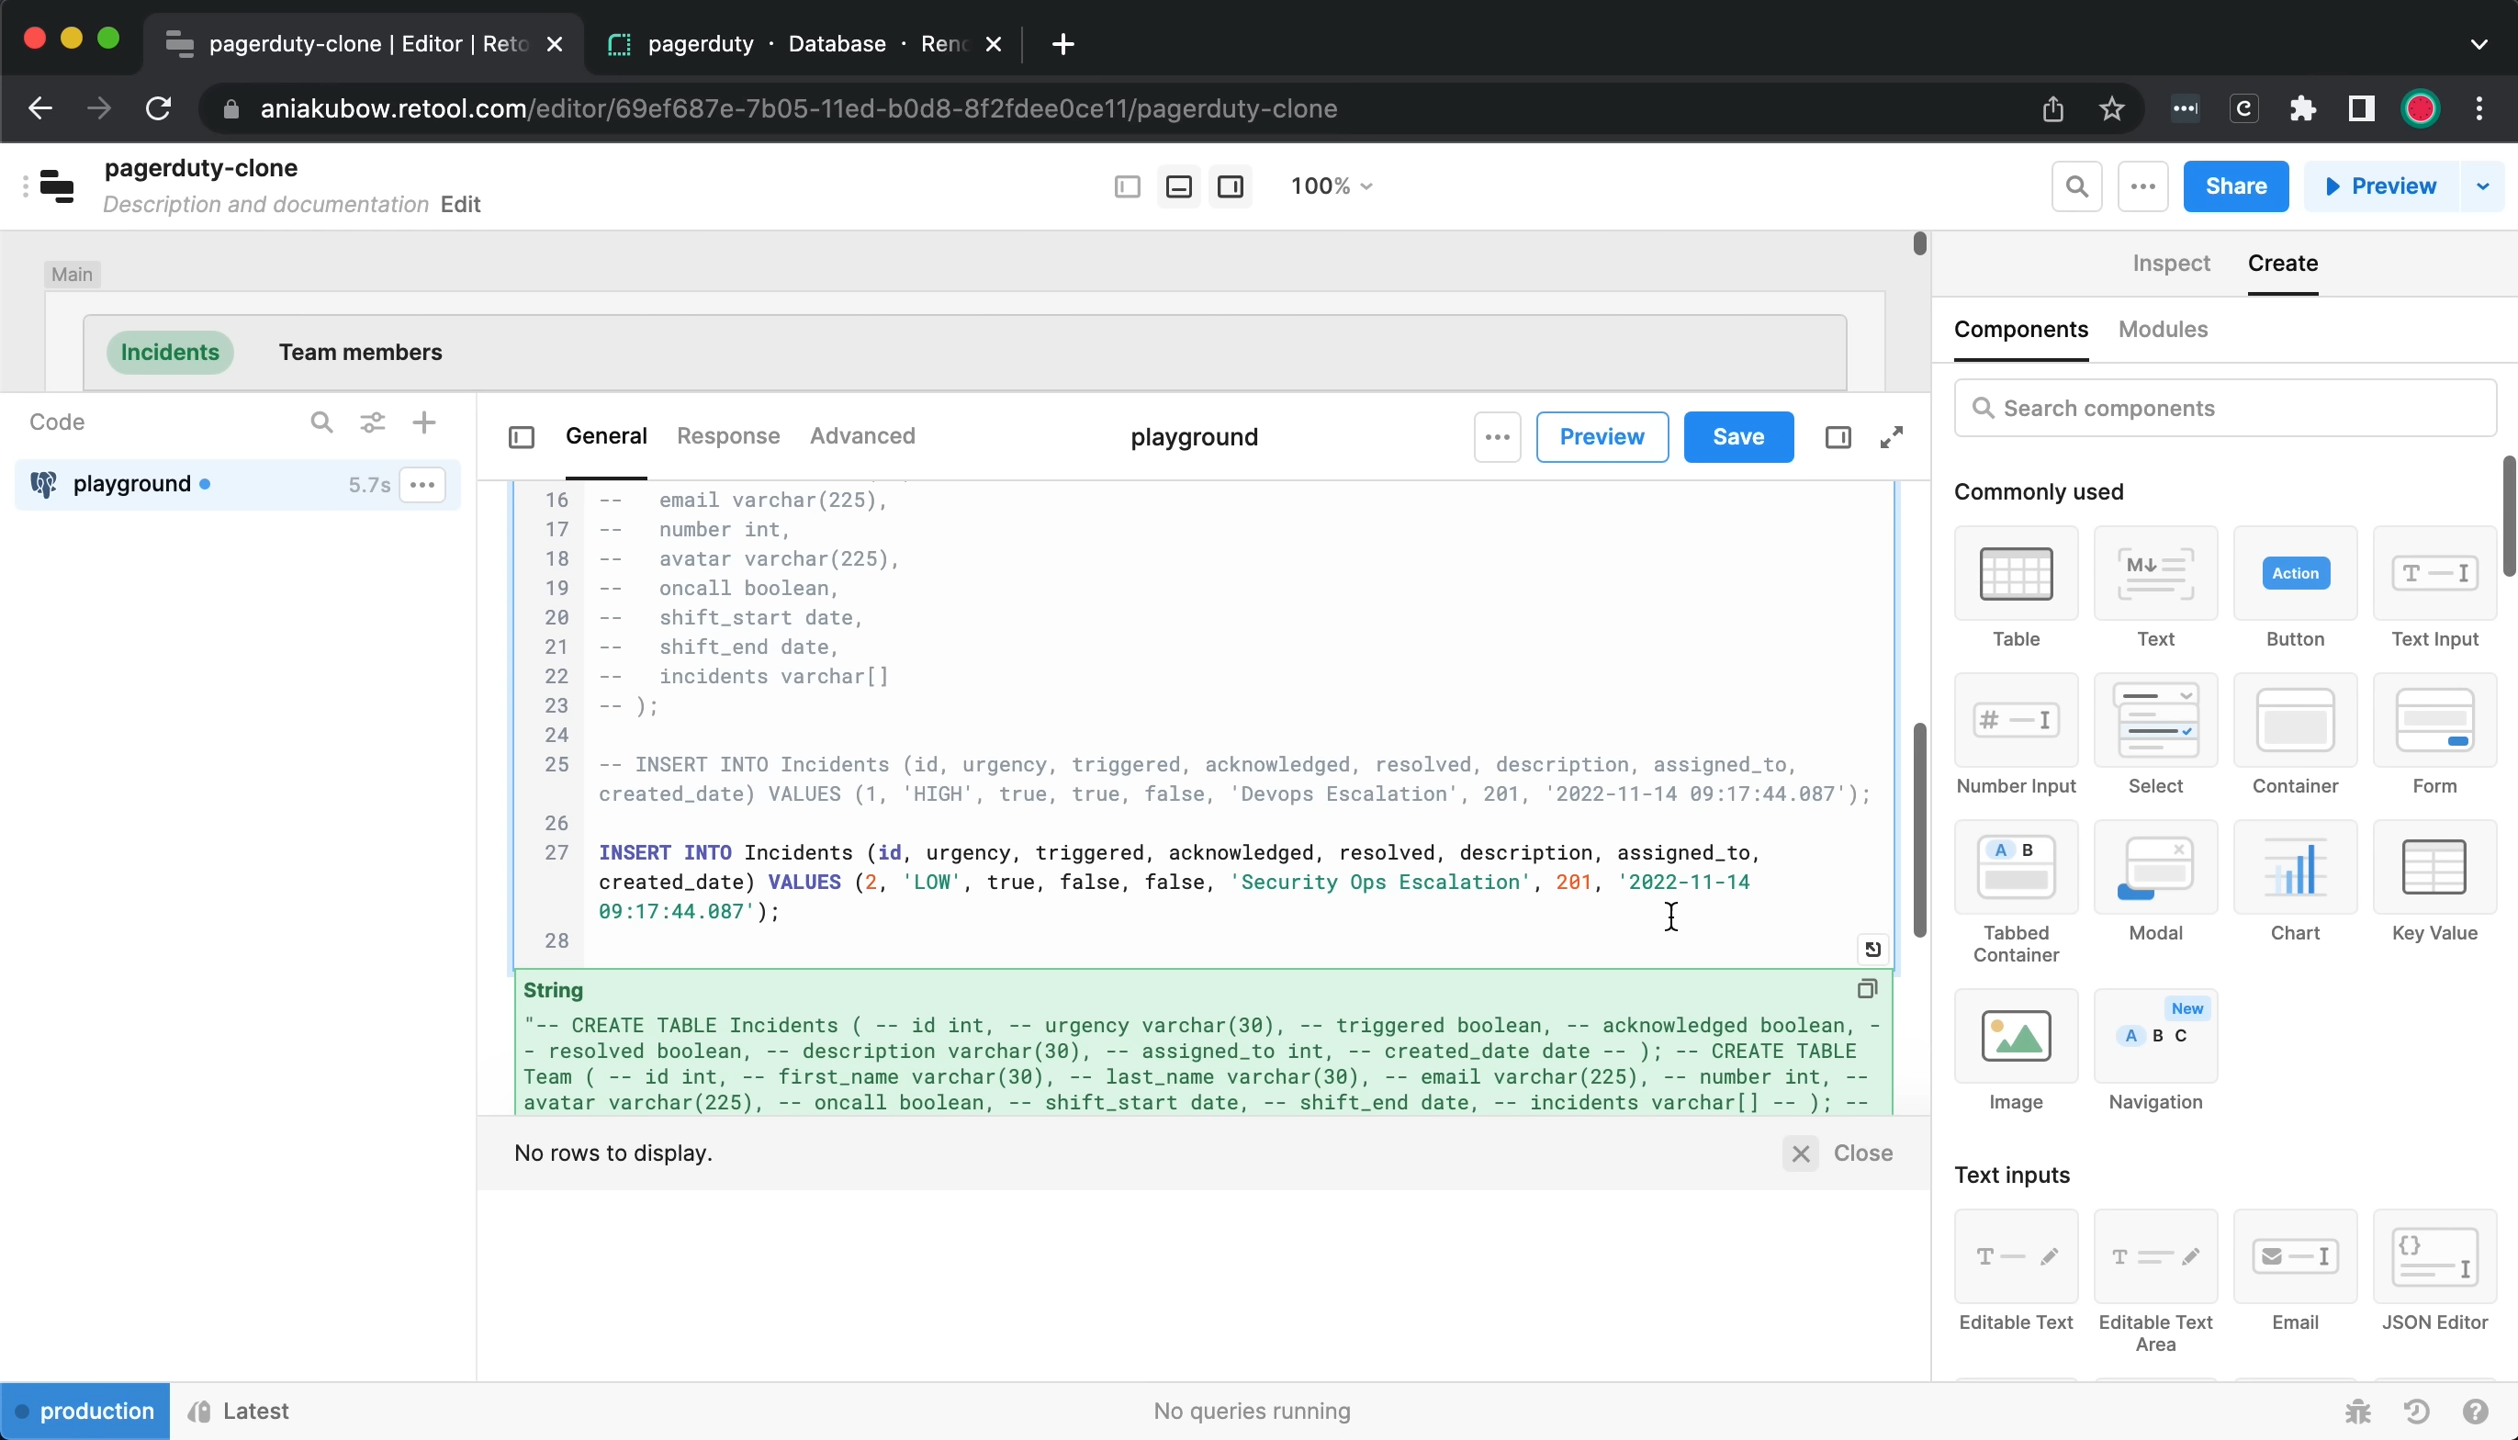 pagerduty-clone | Editor | Reto
pagerduty · Database · Ren
aniakubow.retool.com/editor/69ef687e-7b05-11ed-b0d8-8f2fdee0ce11/pagerduty-clone
pagerduty-clone
Description and documentation Edit
100%
Share
Preview
Main
Incidents
Team members
Inspect
Create
Components
Modules
Search components
Code
playground
5.7s
General
Response
Advanced
playground
Preview
Save
16 -- email varchar(225),
17 -- number int,
18 -- avatar varchar(225),
19 -- oncall boolean,
20 -- shift_start date,
21 -- shift_end date,
22 -- incidents varchar[]
23 -- );
24
25 -- INSERT INTO Incidents (id, urgency, triggered, acknowledged, resolved, description, assigned_to,
created_date) VALUES (1, 'HIGH', true, true, false, 'Devops Escalation', 201, '2022-11-14 09:17:44.087');
26
27 INSERT INTO Incidents (id, urgency, triggered, acknowledged, resolved, description, assigned_to,
created_date) VALUES (2, 'LOW', true, false, false, 'Security Ops Escalation', 201, '2022-11-14
09:17:44.087');
28
String
"-- CREATE TABLE Incidents ( -- id int, -- urgency varchar(30), -- triggered boolean, -- acknowledged boolean, -
- resolved boolean, -- description varchar(30), -- assigned_to int, -- created_date date -- ); -- CREATE TABLE
Team ( -- id int, -- first_name varchar(30), -- last_name varchar(30), -- email varchar(225), -- number int, --
avatar varchar(225), -- oncall boolean, -- shift_start date, -- shift_end date, -- incidents varchar[] -- ); --
No rows to display.
Close
Commonly used
Action
Table
Text
Button
Text Input
Number Input
Select
Container
Form
A B
Tabbed
Container
Modal
Chart
Key Value
New
A B C
Image
Navigation
Text inputs
Editable Text
Editable Text
Area
Email
JSON Editor
production
Latest
No queries running